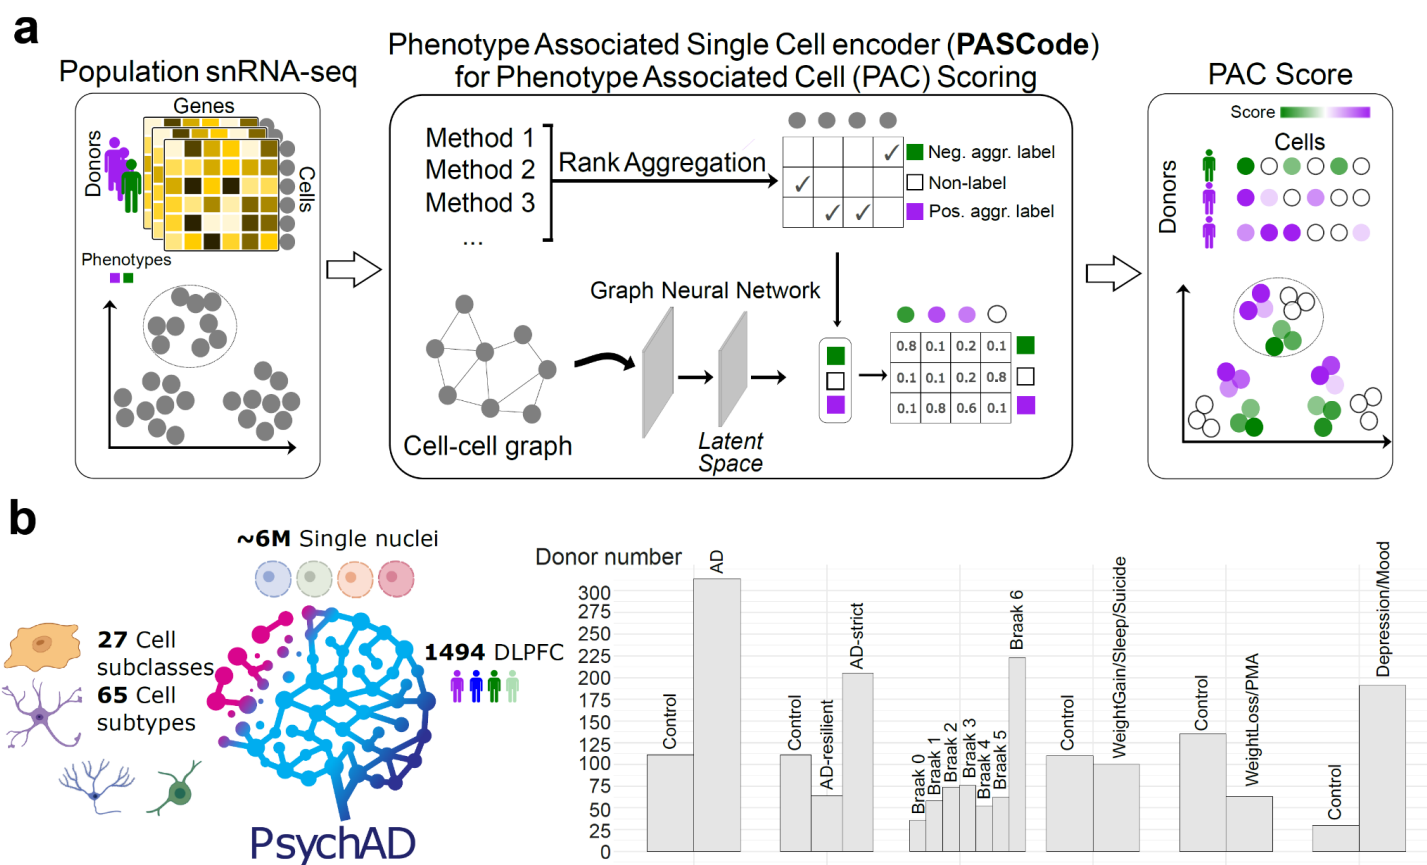 a
Population snRNA-seq
Genes
Donors
Cells
Phenotypes
Phenotype Associated Single Cell encoder (PASCode)
for Phenotype Associated Cell (PAC) Scoring
Method 1
Method 2
Method 3
...
Rank Aggregation
✓
✓
✓ ✓
Neg. aggr. label
Non-label
Pos. aggr. label
Graph Neural Network
Cell-cell graph
Latent
Space
0.8 0.1 0.2 0.1
0.1 0.1 0.2 0.8
0.1 0.8 0.6 0.1
PAC Score
Score
Cells
Donors
b
~6M Single nuclei
27 Cell
subclasses
65 Cell
subtypes
1494 DLPFC
PsychAD
Donor number
300
275
250
225
200
175
150
125
100
75
50
25
0
Control
AD
Control
AD-resilient
AD-strict
Braak 0
Braak 1
Braak 2
Braak 3
Braak 4
Braak 5
Braak 6
Control
WeightGain/Sleep/Suicide
Control
WeightLoss/PMA
Control
Depression/Mood